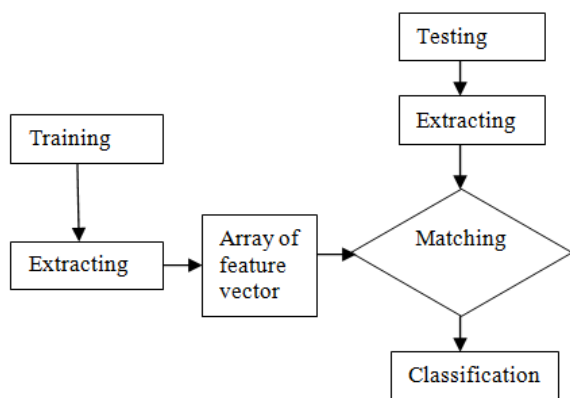 Testing
Extracting
Training
Extracting
Array of
feature
vector
Matching
Classification